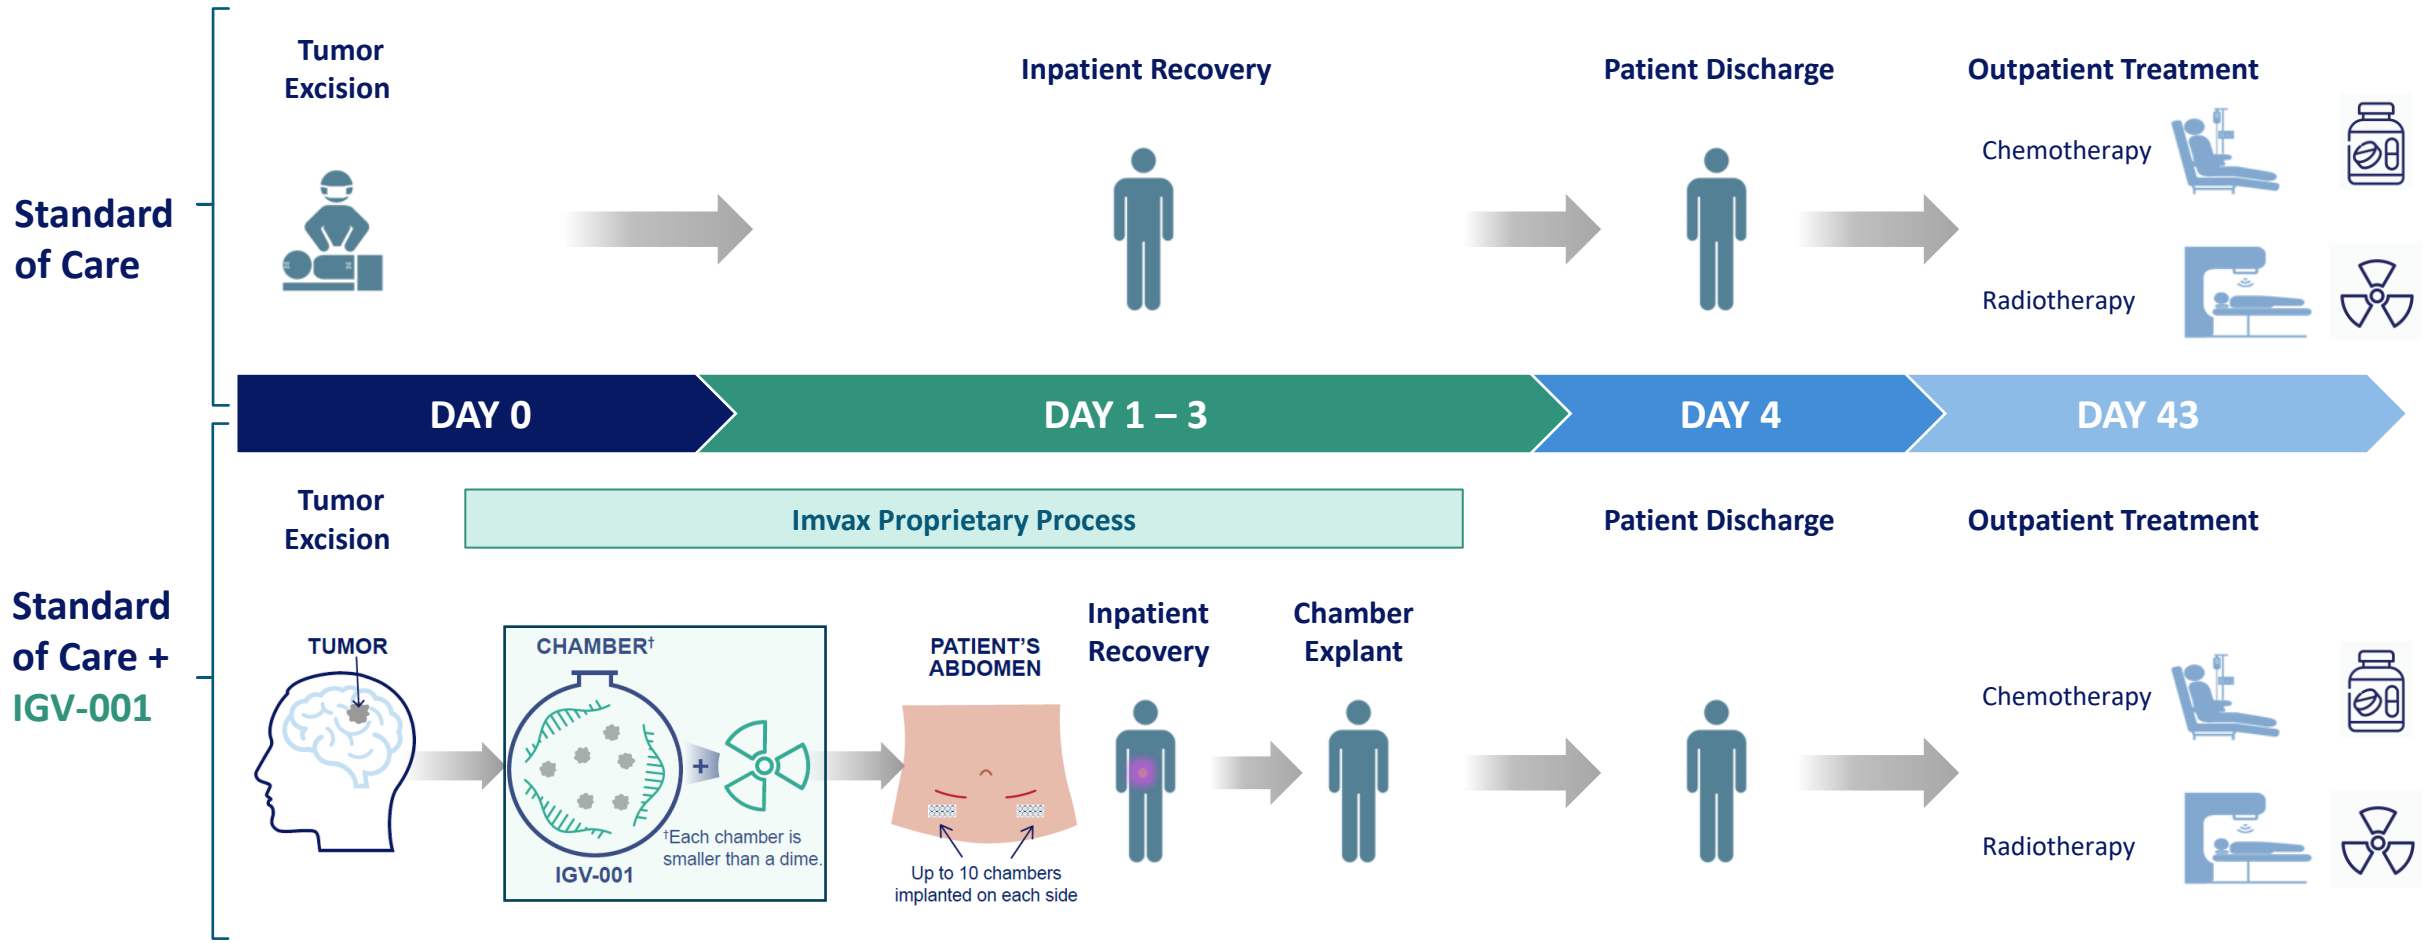 Tumor
Excision
Inpatient Recovery
Patient Discharge
Outpatient Treatment
Chemotherapy
Radiotherapy
Standard
of Care
DAY 0
DAY 1 – 3
DAY 4
DAY 43
Tumor
Excision
Imvax Proprietary Process
Patient Discharge
Outpatient Treatment
Standard
of Care +
IGV-001
TUMOR
CHAMBER†
+
†Each chamber is
smaller than a dime.
IGV-001
PATIENT'S
ABDOMEN
Up to 10 chambers
implanted on each side
Inpatient
Recovery
Chamber
Explant
Chemotherapy
Radiotherapy